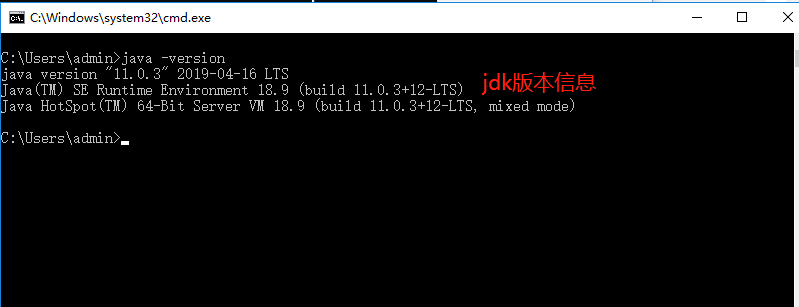 C:\Windows\system32\cmd.exe
C:\Users\admin>java -version
java version "11.0.3" 2019-04-16 LTS
Java(TM) SE Runtime Environment 18.9 (build 11.0.3+12-LTS)
jdk版本信息
Java HotSpot(TM) 64-Bit Server VM 18.9 (build 11.0.3+12-LTS, mixed mode)
C:\Users\admin>